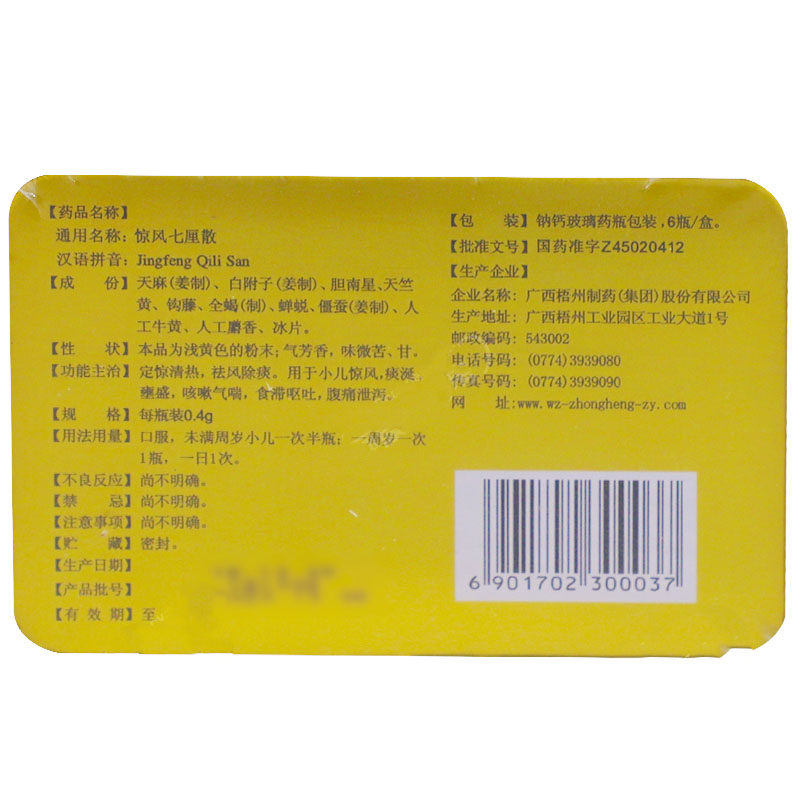 【药品名称】
通用名称：惊风七厘散
汉语拼音：Jingfeng Qili San
【成　份】天麻(姜制)、白附子(姜制)、胆南星、天竺
黄、钩藤、全蝎(制)、蝉蜕、僵蚕(姜制)、人
工牛黄、人工麝香、冰片。
【性　状】本品为浅黄色的粉末；气芳香，味微苦、甘。
【功能主治】定惊清热，祛风除痰。用于小儿惊风，痰涎
壅盛，咳嗽气喘，食滞呕吐，腹痛泄泻。
【规　格】每瓶装0.4g
【用法用量】口服，未满周岁小儿一次半瓶；一周岁一次
1瓶，一日1次。
【不良反应】尚不明确。
【禁　忌】尚不明确。
【注意事项】尚不明确。
【贮　藏】密封。
【生产日期】
【产品批号】
【有 效 期】至
【包　装】钠钙玻璃药瓶包装，6瓶/盒。
【批准文号】国药准字Z45020412
【生产企业】
企业名称：广西梧州制药(集团)股份有限公司
生产地址：广西梧州工业园区工业大道1号
邮政编码：543002
电话号码：(0774)3939080
传真号码：(0774)3939090
网　　址:www.wz-zhongheng-zy.com
6 901702 300037